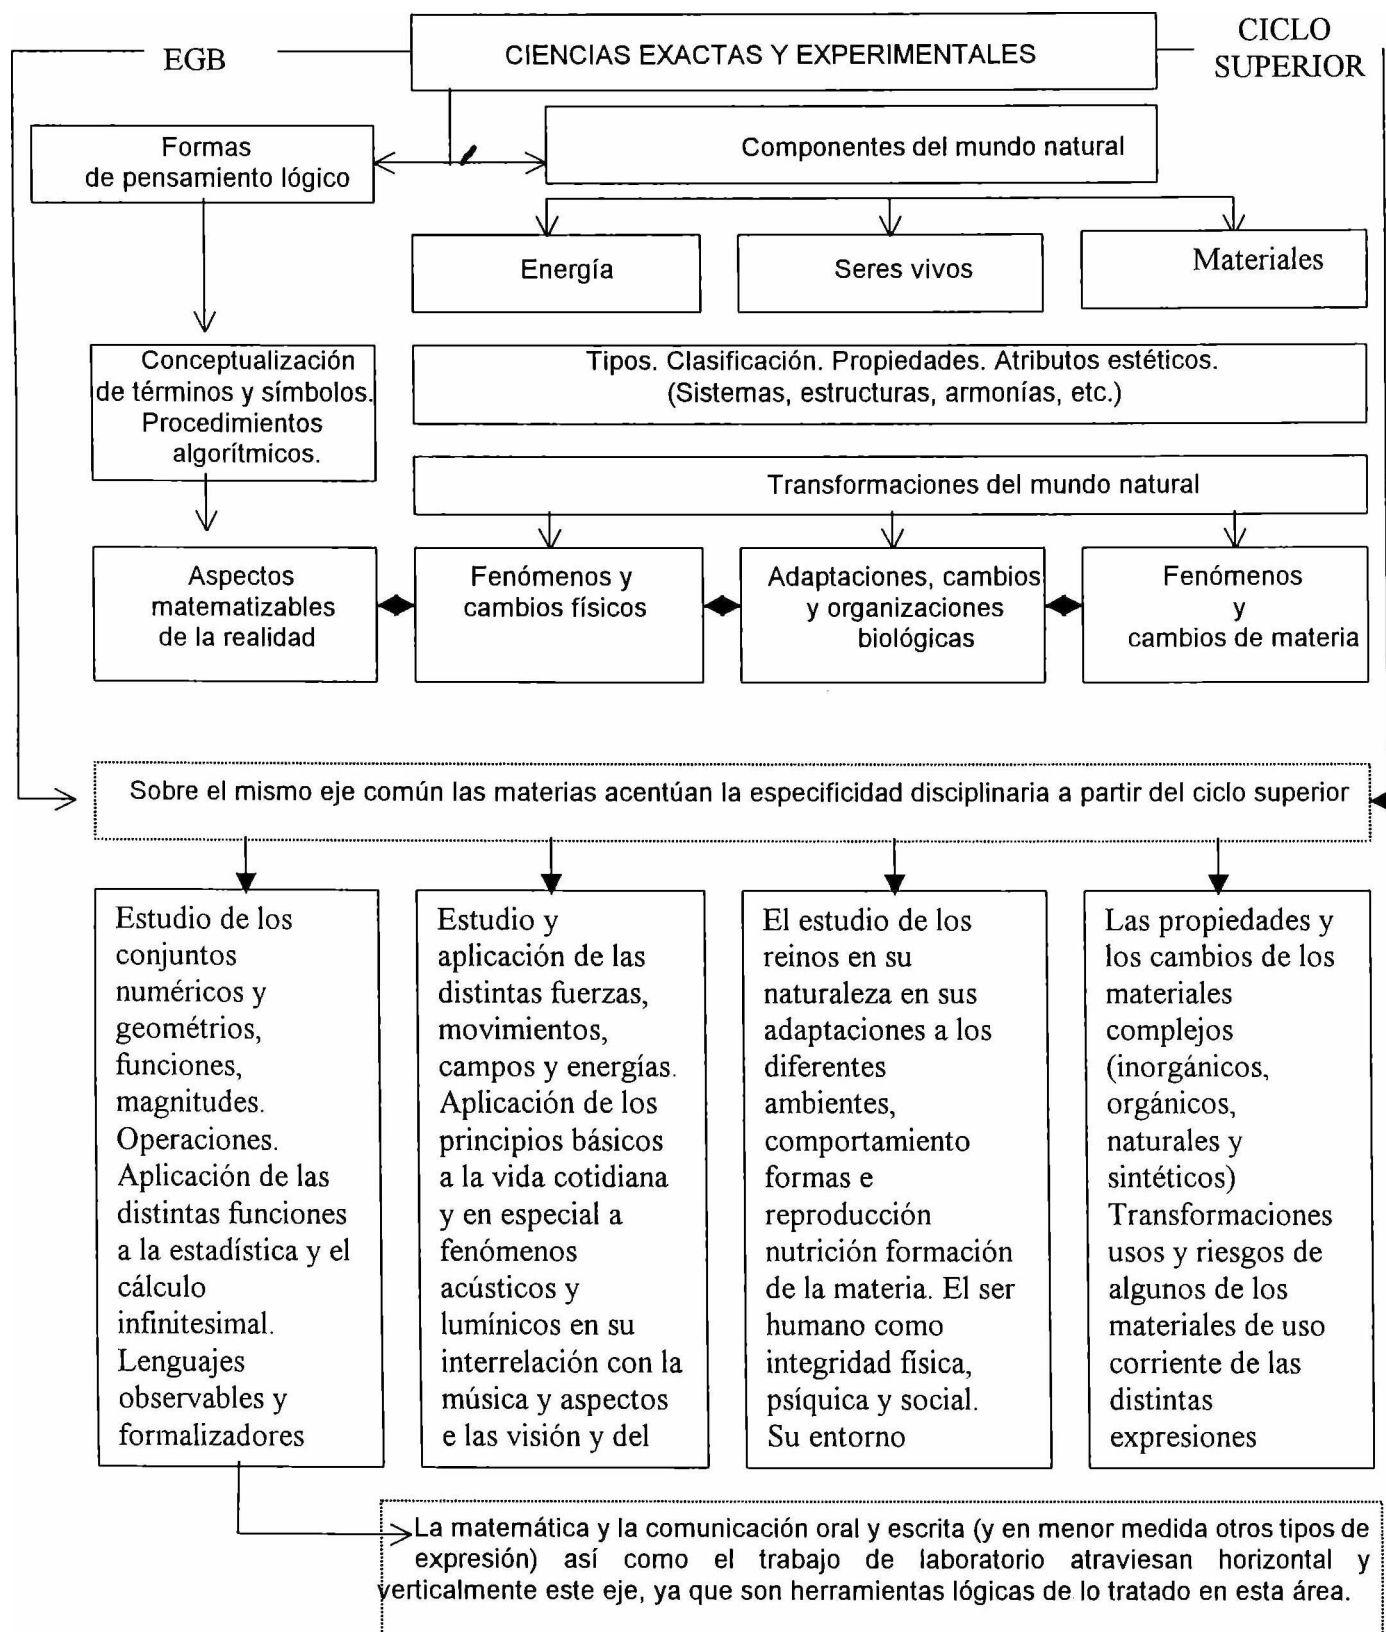 EGB
CIENCIAS EXACTAS Y EXPERIMENTALES
CICLO
SUPERIOR
Formas
de pensamiento lógico
Componentes del mundo natural
Energía
Seres vivos
Materiales
Conceptualización
de términos y símbolos.
Procedimientos
algorítmicos.
Tipos. Clasificación. Propiedades. Atributos estéticos.
(Sistemas, estructuras, armonías, etc.)
Transformaciones del mundo natural
Aspectos
matematizables
de la realidad
Fenómenos y
cambios físicos
Adaptaciones, cambios
y organizaciones
biológicas
Fenómenos
y
cambios de materia
Sobre el mismo eje común las materias acentúan la especificidad disciplinaria a partir del ciclo superior
Estudio de los
conjuntos
numéricos y
geométrios,
funciones,
magnitudes.
Operaciones.
Aplicación de las
distintas funciones
a la estadística y el
cálculo
infinitesimal.
Lenguajes
observables y
formalizadores
Estudio y
aplicación de las
distintas fuerzas,
movimientos,
campos y energías.
Aplicación de los
principios básicos
a la vida cotidiana
y en especial a
fenómenos
acústicos y
lumínicos en su
interrelación con la
música y aspectos
e las visión y del
El estudio de los
reinos en su
naturaleza en sus
adaptaciones a los
diferentes
ambientes,
comportamiento
formas e
reproducción
nutrición formación
de la materia. El ser
humano como
integridad física,
psíquica y social.
Su entorno
Las propiedades y
los cambios de los
materiales
complejos
(inorgánicos,
orgánicos,
naturales y
sintéticos)
Transformaciones
usos y riesgos de
algunos de los
materiales de uso
corriente de las
distintas
expresiones
La matemática y la comunicación oral y escrita (y en menor medida otros tipos de
expresión) así como el trabajo de laboratorio atraviesan horizontal y
verticalmente este eje, ya que son herramientas lógicas de lo tratado en esta área.